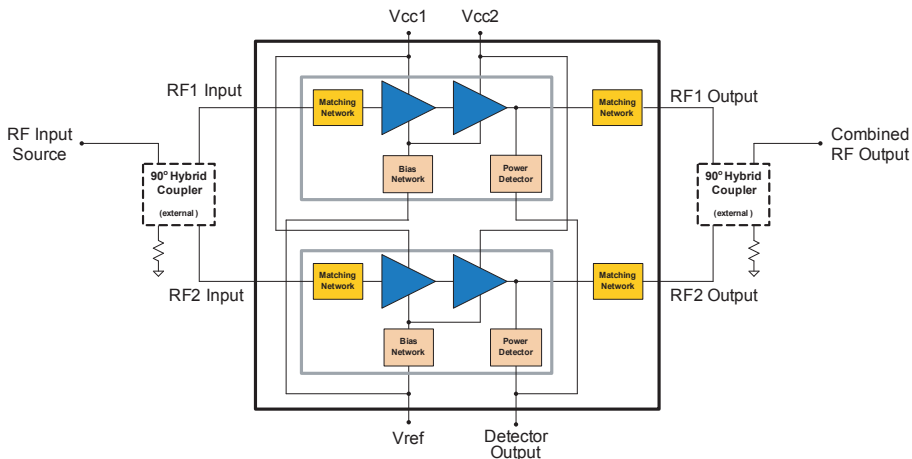 Vcc1
Vcc2
RF1 Input
Matching
Network
Matching
Network
RF1 Output
RF Input
Source
Combined
RF Output
90° Hybrid
Coupler
(external )
Bias
Network
Power
Detector
90° Hybrid
Coupler
(external )
RF2 Input
Matching
Network
Matching
Network
RF2 Output
Bias
Network
Power
Detector
Vref
Detector
Output